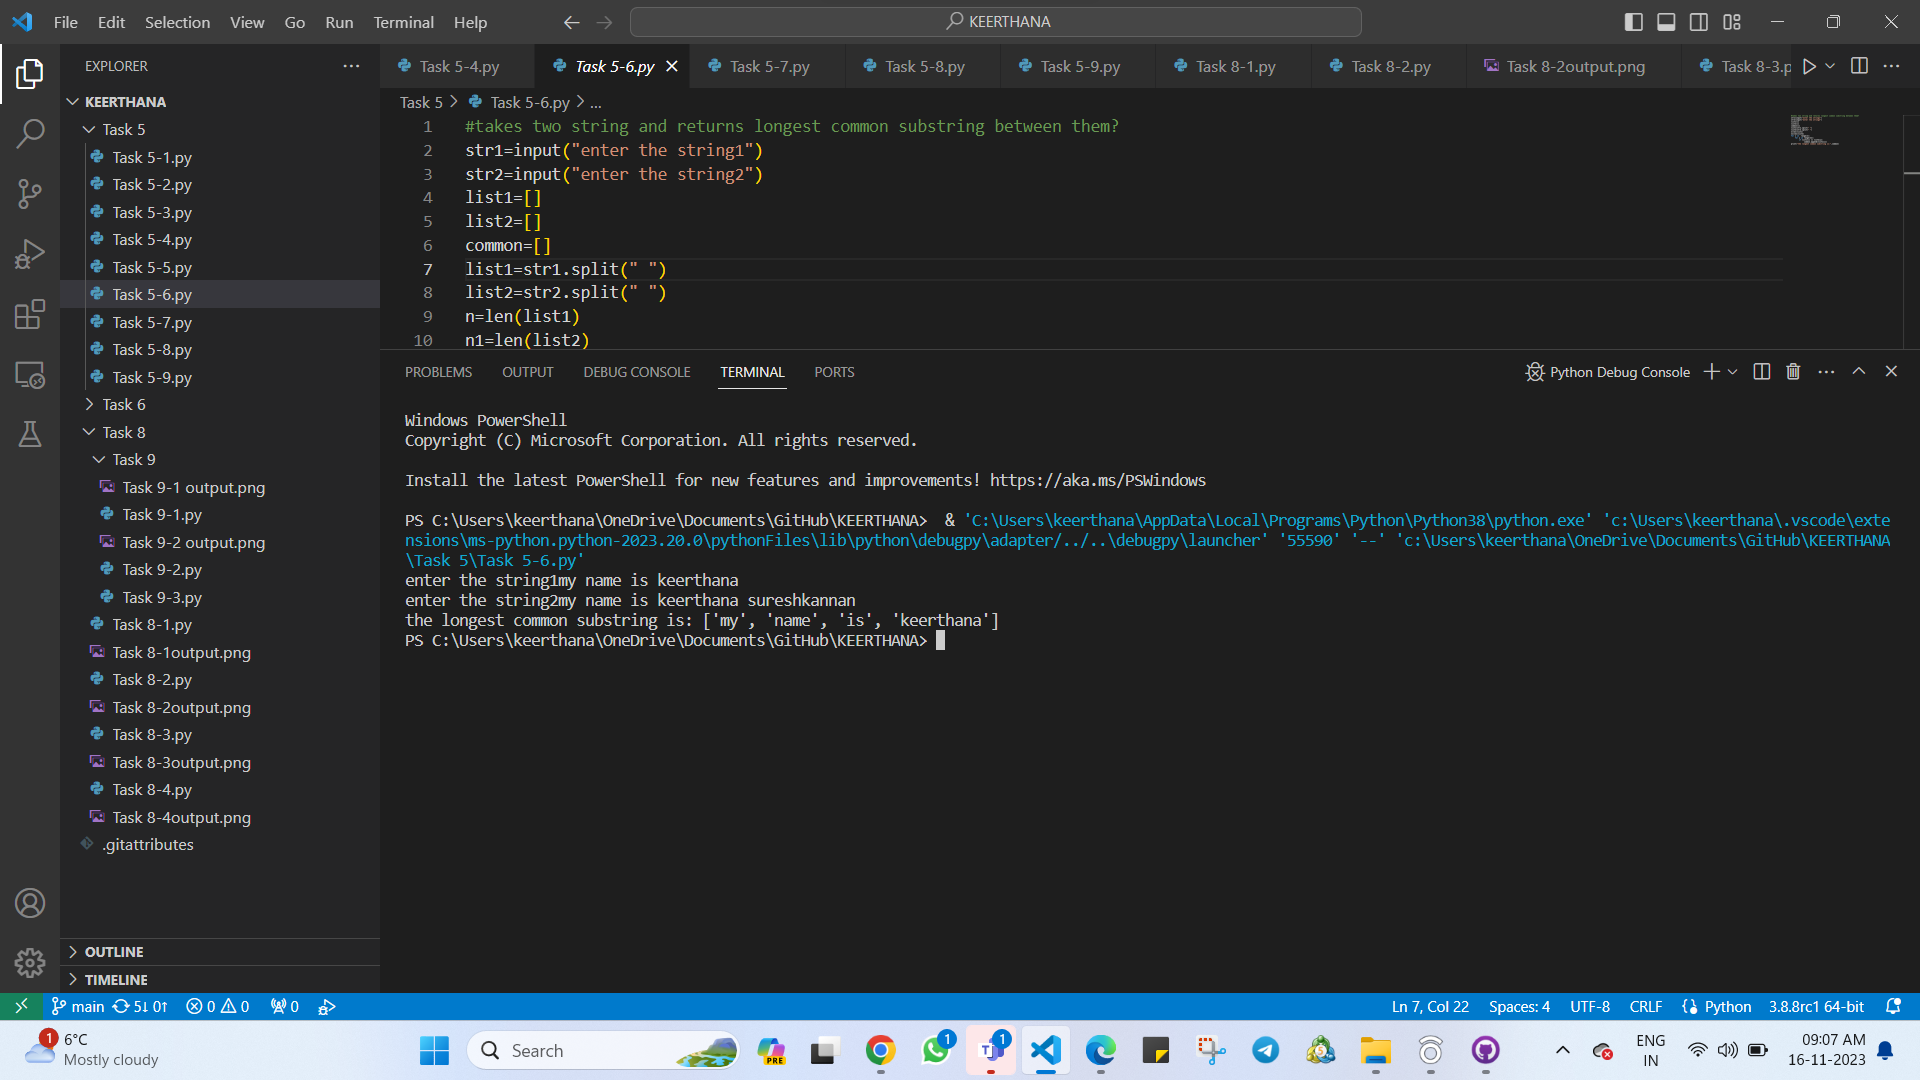 File Edit Selection View Go Run Terminal Help
KEERTHANA
EXPLORER
KEERTHANA
Task 5
Task 5-1.py
Task 5-2.py
Task 5-3.py
Task 5-4.py
Task 5-5.py
Task 5-6.py
Task 5-7.py
Task 5-8.py
Task 5-9.py
Task 6
Task 8
Task 9
Task 9-1 output.png
Task 9-1.py
Task 9-2 output.png
Task 9-2.py
Task 9-3.py
Task 8-1.py
Task 8-1output.png
Task 8-2.py
Task 8-2output.png
Task 8-3.py
Task 8-3output.png
Task 8-4.py
Task 8-4output.png
.gitattributes
OUTLINE
TIMELINE
Task 5-4.py Task 5-6.py Task 5-7.py Task 5-8.py Task 5-9.py Task 8-1.py Task 8-2.py Task 8-2output.png Task 8-3.p
Task 5 > Task 5-6.py > ...
1 #takes two string and returns longest common substring between them?
2 str1=input("enter the string1")
3 str2=input("enter the string2")
4 list1=[]
5 list2=[]
6 common=[]
7 list1=str1.split(" ")
8 list2=str2.split(" ")
9 n=len(list1)
10 n1=len(list2)
PROBLEMS OUTPUT DEBUG CONSOLE TERMINAL PORTS
Python Debug Console
Windows PowerShell
Copyright (C) Microsoft Corporation. All rights reserved.
Install the latest PowerShell for new features and improvements! https://aka.ms/PSWindows
PS C:\Users\keerthana\OneDrive\Documents\GitHub\KEERTHANA>  & 'C:\Users\keerthana\AppData\Local\Programs\Python\Python38\python.exe' 'c:\Users\keerthana\.vscode\exte
nsions\ms-python.python-2023.20.0\pythonFiles\lib\python\debugpy\adapter/../..\debugpy\launcher' '55590' '--' 'c:\Users\keerthana\OneDrive\Documents\GitHub\KEERTHANA
\Task 5\Task 5-6.py'
enter the string1my name is keerthana
enter the string2my name is keerthana sureshkannan
the longest common substring is: ['my', 'name', 'is', 'keerthana']
PS C:\Users\keerthana\OneDrive\Documents\GitHub\KEERTHANA>
main 5↓ 0↑ 0 0 0
Ln 7, Col 22 Spaces: 4 UTF-8 CRLF Python 3.8.8rc1 64-bit
1
6°C
Mostly cloudy
Search
PRE
1
1
ENG
IN
09:07 AM
16-11-2023